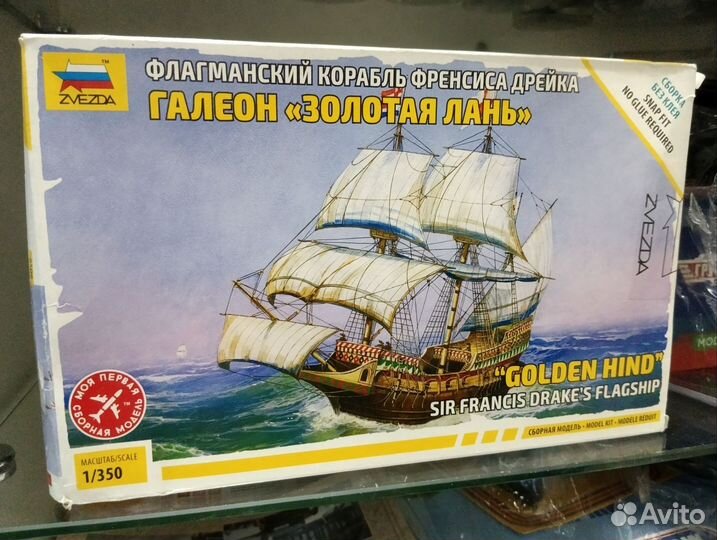 ZVEZDA
ФЛАГМАНСКИЙ КОРАБЛЬ ФРЕНСИСА ДРЕЙКА
ГАЛЕОН «ЗОЛОТАЯ ЛАНЬ»
СБОРКА
БЕЗ КЛЕЯ
SNAP FIT
NO GLUE REQUIRED
ZVEZDA
"GOLDEN HIND"
SIR FRANCIS DRAKE'S FLAGSHIP
МОЯ ПЕРВАЯ
СБОРНАЯ МОДЕЛЬ
TM
СБОРНАЯ МОДЕЛЬ • MODEL KIT • MODELE REDUIT
МАСШТАБ/SCALE
1/350
Avito